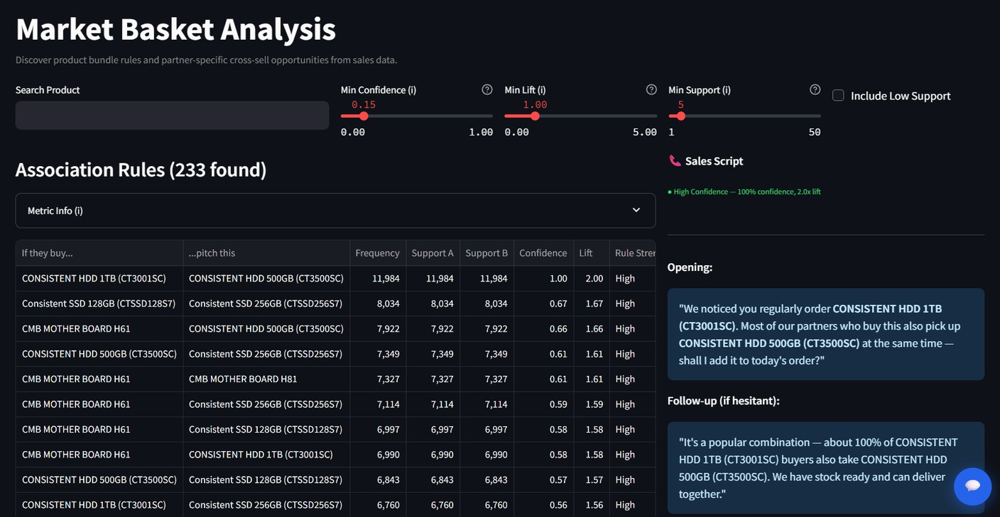 Market Basket Analysis
Discover product bundle rules and partner-specific cross-sell opportunities from sales data.
Search Product
Min Confidence (i)
0.15
0.00 1.00
Min Lift (i)
1.00
0.00 5.00
Min Support (i)
5
1 50
Include Low Support
Association Rules (233 found)
Metric Info (i)
If they buy... ...pitch this Frequency Support A Support B Confidence Lift Rule Stren
CONSISTENT HDD 1TB (CT3001SC) CONSISTENT HDD 500GB (CT3500SC) 11,984 11,984 11,984 1.00 2.00 High
Consistent SSD 128GB (CTSSD128S7) Consistent SSD 256GB (CTSSD256S7) 8,034 8,034 8,034 0.67 1.67 High
CMB MOTHER BOARD H61 CONSISTENT HDD 500GB (CT3500SC) 7,922 7,922 7,922 0.66 1.66 High
CONSISTENT HDD 500GB (CT3500SC) Consistent SSD 256GB (CTSSD256S7) 7,349 7,349 7,349 0.61 1.61 High
CMB MOTHER BOARD H61 CMB MOTHER BOARD H81 7,327 7,327 7,327 0.61 1.61 High
CMB MOTHER BOARD H61 Consistent SSD 256GB (CTSSD256S7) 7,114 7,114 7,114 0.59 1.59 High
CMB MOTHER BOARD H61 Consistent SSD 128GB (CTSSD128S7) 6,997 6,997 6,997 0.58 1.58 High
CMB MOTHER BOARD H61 CONSISTENT HDD 1TB (CT3001SC) 6,990 6,990 6,990 0.58 1.58 High
CONSISTENT HDD 500GB (CT3500SC) Consistent SSD 128GB (CTSSD128S7) 6,843 6,843 6,843 0.57 1.57 High
CONSISTENT HDD 1TB (CT3001SC) Consistent SSD 256GB (CTSSD256S7) 6,760 6,760 6,760 0.56 1.56 High
Sales Script
● High Confidence — 100% confidence, 2.0x lift
Opening:
"We noticed you regularly order CONSISTENT HDD 1TB
(CT3001SC). Most of our partners who buy this also pick up
CONSISTENT HDD 500GB (CT3500SC) at the same time —
shall I add it to today's order?"
Follow-up (if hesitant):
"It's a popular combination — about 100% of CONSISTENT
HDD 1TB (CT3001SC) buyers also take CONSISTENT HDD
500GB (CT3500SC). We have stock ready and can deliver
together."